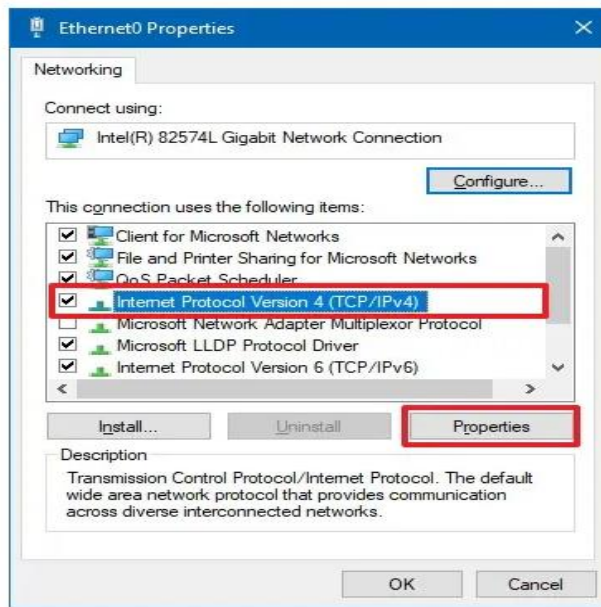 Ethernet0 Properties
Networking
Connect using:
Intel(R) 82574L Gigabit Network Connection
Configure...
This connection uses the following items:
Client for Microsoft Networks
File and Printer Sharing for Microsoft Networks
QoS Packet Scheduler
Internet Protocol Version 4 (TCP/IPv4)
Microsoft Network Adapter Multiplexor Protocol
Microsoft LLDP Protocol Driver
Internet Protocol Version 6 (TCP/IPv6)
Install...
Uninstall
Properties
Description
Transmission Control Protocol/Internet Protocol. The default
wide area network protocol that provides communication
across diverse interconnected networks.
OK
Cancel